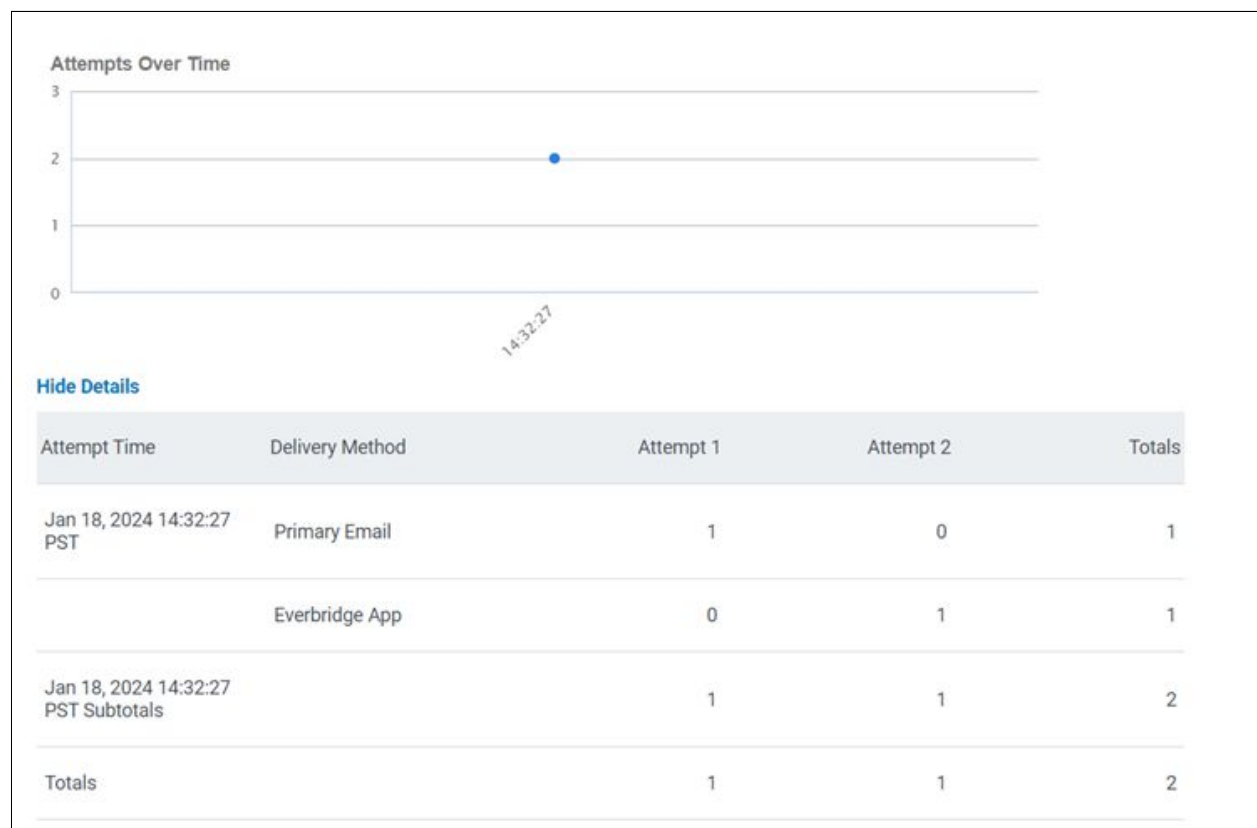 Attempts Over Time
3
2
1
0
14:32:27
Hide Details
Attempt Time Delivery Method Attempt 1 Attempt 2 Totals
Jan 18, 2024 14:32:27
PST
Primary Email 1 0 1
Everbridge App 0 1 1
Jan 18, 2024 14:32:27
PST Subtotals
1 1 2
Totals 1 1 2